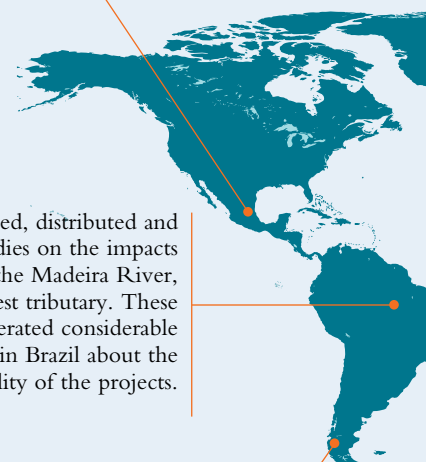 ed, distributed and
dies on the impacts
the Madeira River,
est tributary. These
erated considerable
in Brazil about the
lity of the projects.